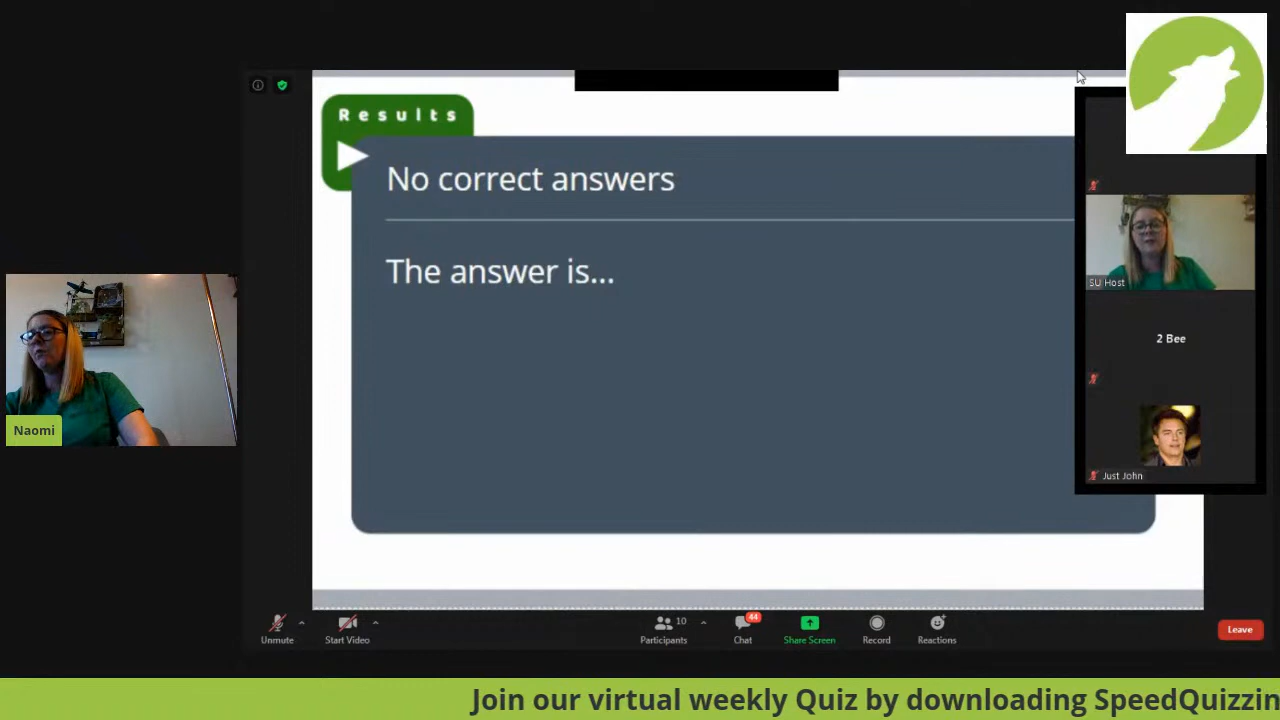 Results
No correct answers
The answer is...
SU Host
2 Bee
Just John
Naomi
Unmute
Start Video
10
Participants
44
Chat
Share Screen
Record
Reactions
Leave
Join our virtual weekly Quiz by downloading SpeedQuizzin